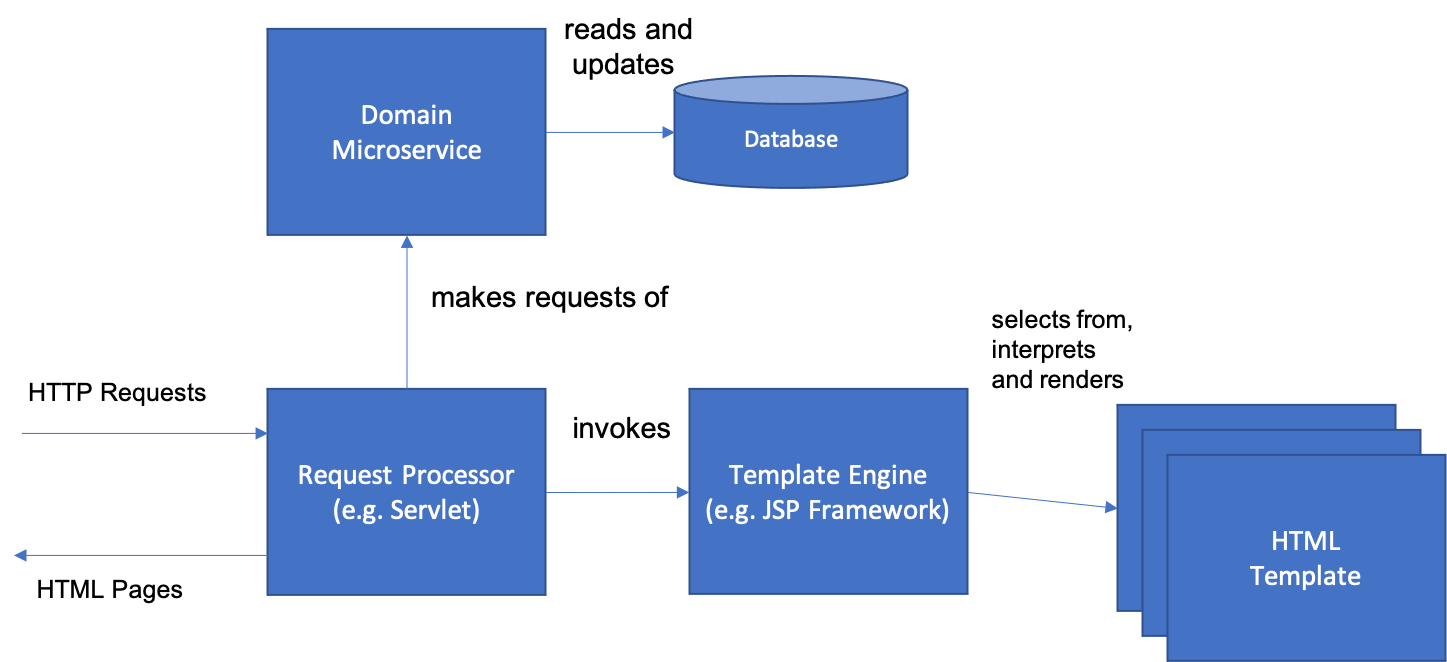 reads and
updates
Domain
Microservice
Database
makes requests of
selects from,
interprets
and renders
HTTP Requests
invokes
Request Processor
(e.g. Servlet)
Template Engine
(e.g. JSP Framework)
HTML
Template
HTML Pages